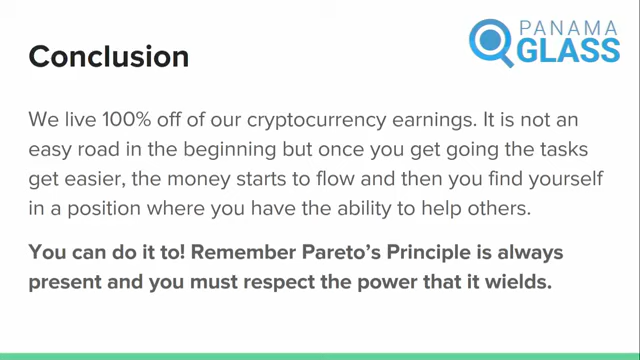 PANAMA
GLASS
Conclusion
We live 100% off of our cryptocurrency earnings. It is not an
easy road in the beginning but once you get going the tasks
get easier, the money starts to flow and then you find yourself
in a position where you have the ability to help others.
You can do it to! Remember Pareto's Principle is always
present and you must respect the power that it wields.